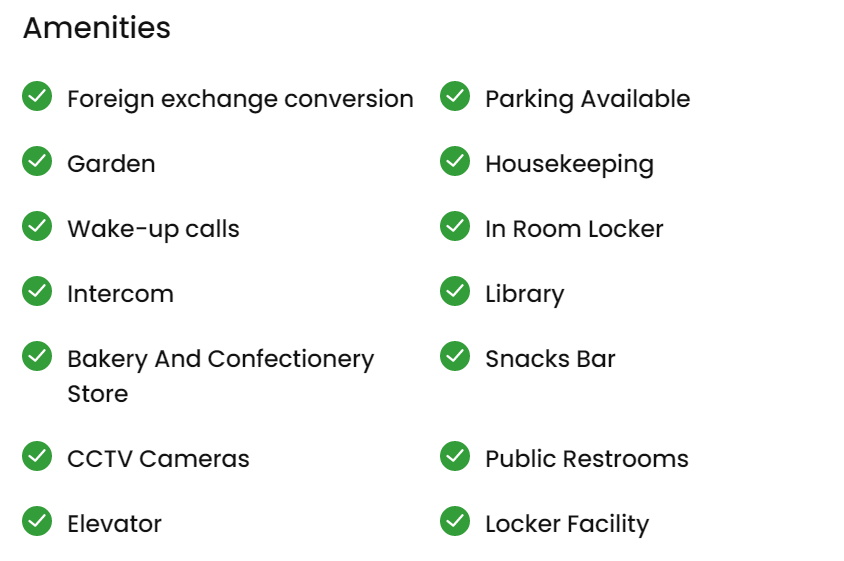 Amenities
Foreign exchange conversion
Parking Available
Garden
Housekeeping
Wake-up calls
In Room Locker
Intercom
Library
Bakery And Confectionery
Store
Snacks Bar
CCTV Cameras
Public Restrooms
Elevator
Locker Facility